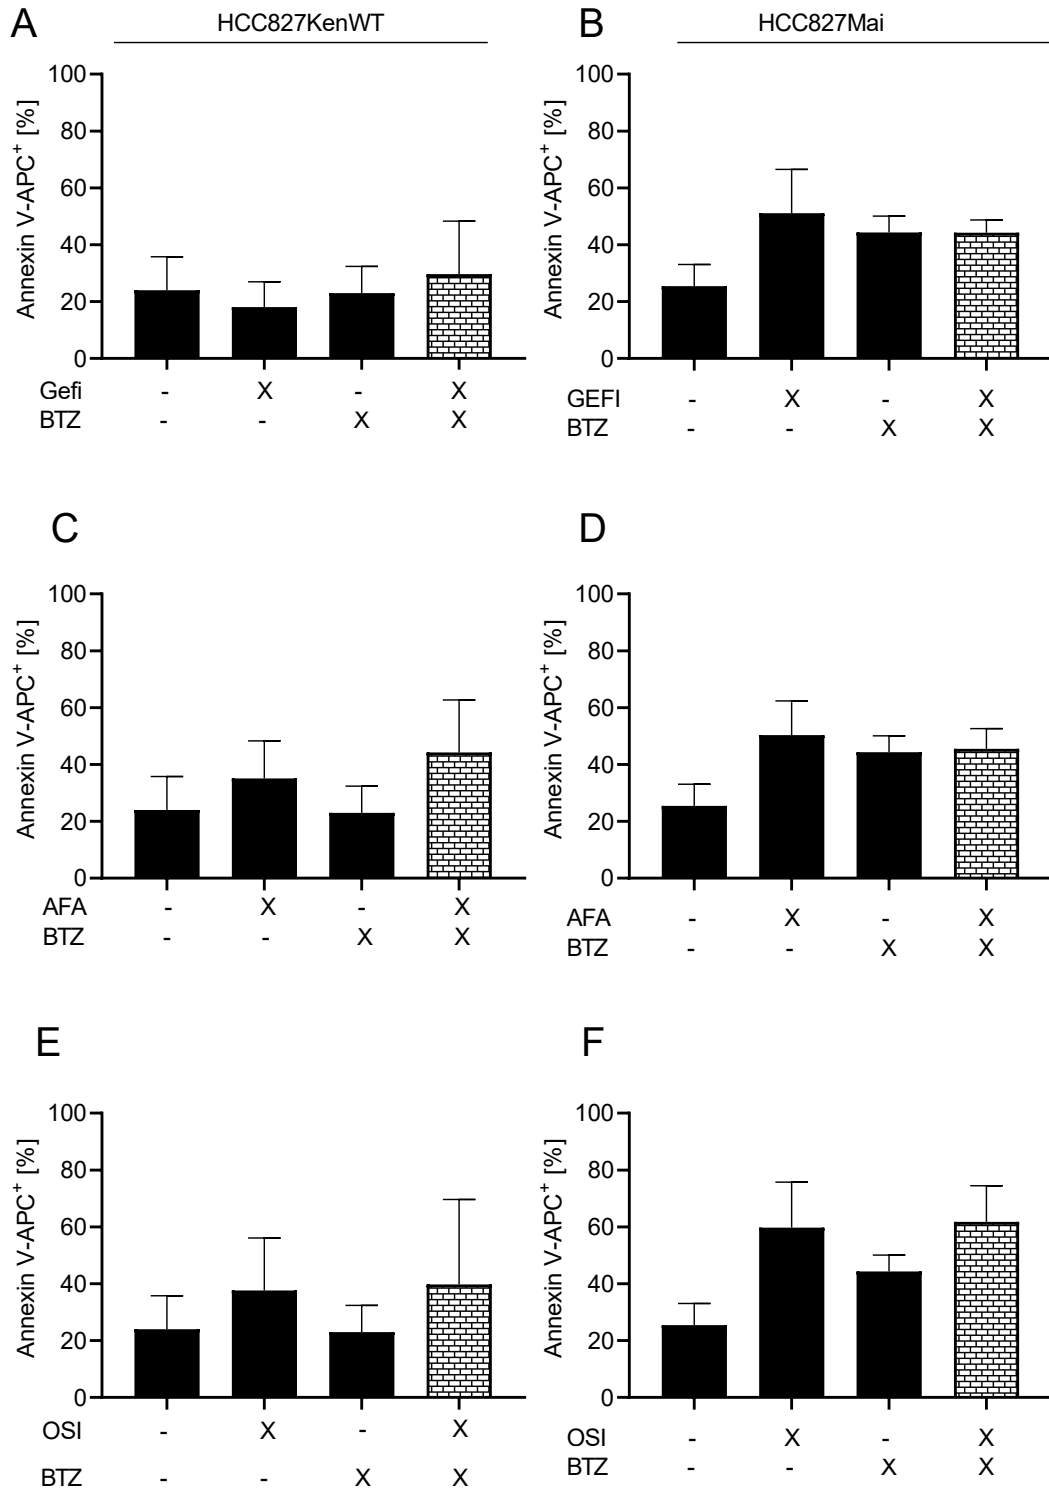 A
HCC827KenWT
Annexin V-APC⁺ [%]
100
80
60
40
20
0
Gefi - X - X
BTZ - - X X
B
HCC827Mai
Annexin V-APC⁺ [%]
100
80
60
40
20
0
GEFI - X - X
BTZ - - X X
C
Annexin V-APC⁺ [%]
100
80
60
40
20
0
AFA - X - X
BTZ - - X X
D
Annexin V-APC⁺ [%]
100
80
60
40
20
0
AFA - X - X
BTZ - - X X
E
Annexin V-APC⁺ [%]
100
80
60
40
20
0
OSI - X - X
BTZ - - X X
F
Annexin V-APC⁺ [%]
100
80
60
40
20
0
OSI - X - X
BTZ - - X X